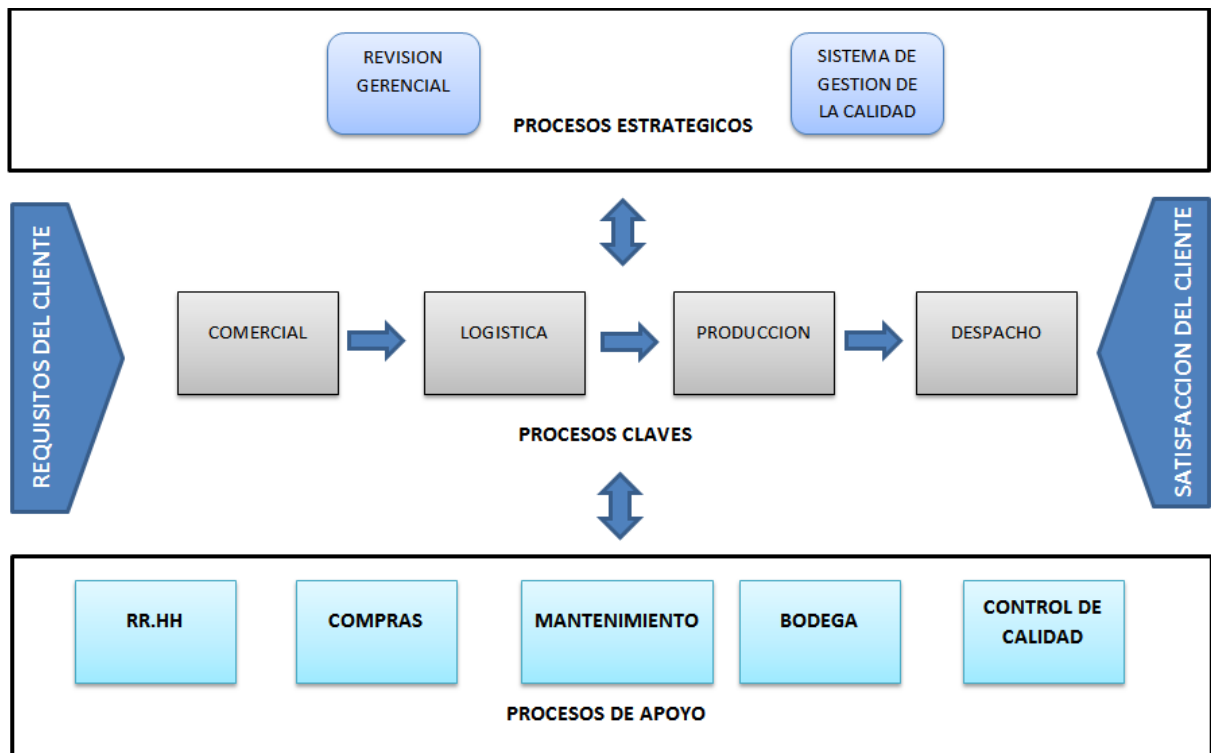 REVISION
GERENCIAL
SISTEMA DE
GESTION DE
LA CALIDAD
PROCESOS ESTRATEGICOS
REQUISITOS DEL CLIENTE
COMERCIAL
LOGISTICA
PRODUCCION
DESPACHO
SATISFACCION DEL CLIENTE
PROCESOS CLAVES
RR.HH
COMPRAS
MANTENIMIENTO
BODEGA
CONTROL DE
CALIDAD
PROCESOS DE APOYO